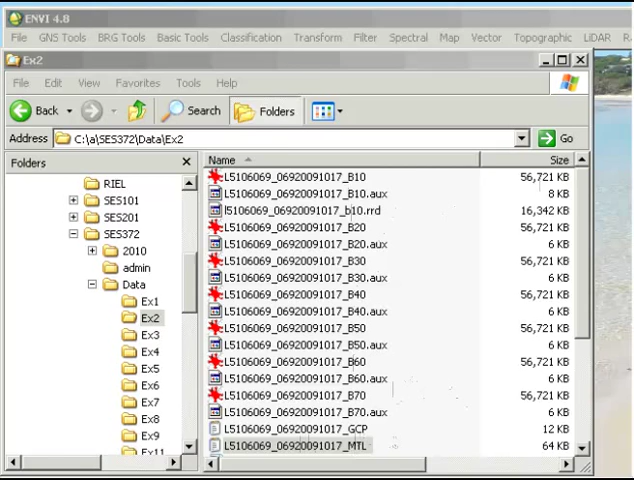 ENVI 4.8
File GNS Tools BRG Tools Basic Tools Classification Transform Filter Spectral Map Vector Topographic LiDAR
Ex2
File Edit View Favorites Tools Help
Back Search Folders
Address C:\a\SES372\Data\Ex2 Go
Folders Name Size
RIEL
SES101
SES201
SES372
2010
admin
Data
Ex1
Ex2
Ex3
Ex4
Ex5
Ex6
Ex7
Ex8
Ex9
Ex11
L5106069_06920091017_B10 56,721 KB
L5106069_06920091017_B10.aux 8 KB
l5106069_06920091017_b10.rrd 16,342 KB
L5106069_06920091017_B20 56,721 KB
L5106069_06920091017_B20.aux 6 KB
L5106069_06920091017_B30 56,721 KB
L5106069_06920091017_B30.aux 6 KB
L5106069_06920091017_B40 56,721 KB
L5106069_06920091017_B40.aux 6 KB
L5106069_06920091017_B50 56,721 KB
L5106069_06920091017_B50.aux 6 KB
L5106069_06920091017_B60 56,721 KB
L5106069_06920091017_B60.aux 6 KB
L5106069_06920091017_B70 56,721 KB
L5106069_06920091017_B70.aux 6 KB
L5106069_06920091017_GCP 12 KB
L5106069_06920091017_MTL 64 KB